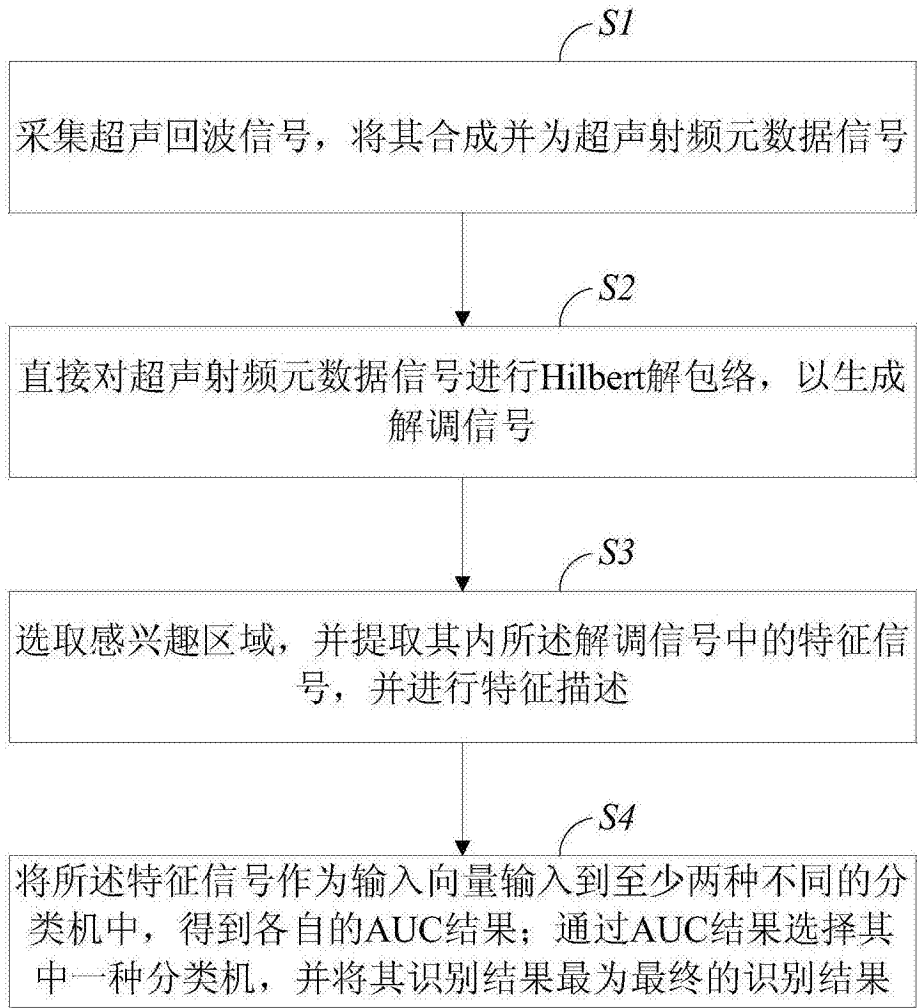 S1
采集超声回波信号，将其合成并为超声射频元数据信号
S2
直接对超声射频元数据信号进行Hilbert解包络，以生成
解调信号
S3
选取感兴趣区域，并提取其内所述解调信号中的特征信
号，并进行特征描述
S4
将所述特征信号作为输入向量输入到至少两种不同的分
类机中，得到各自的AUC结果；通过AUC结果选择其
中一种分类机，并将其识别结果最为最终的识别结果